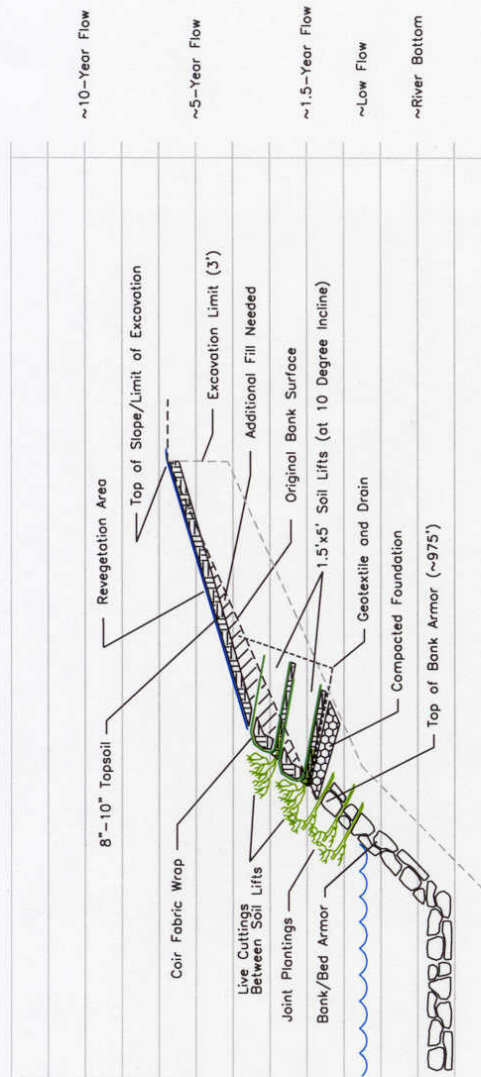 ~10-Year Flow
~5-Year Flow
~1.5-Year Flow
~Low Flow
~River Bottom
Top of Slope/Limit of Excavation
Excavation Limit (3')
Additional Fill Needed
Original Bank Surface
1.5'x5' Soil Lifts (at 10 Degree Incline)
Geotextile and Drain
Compacted Foundation
Top of Bank Armor (~975')
Revegetation Area
8"-10" Topsoil
Coir Fabric Wrap
Live Cuttings
Between Soil Lifts
Joint Plantings
Bank/Bed Armor